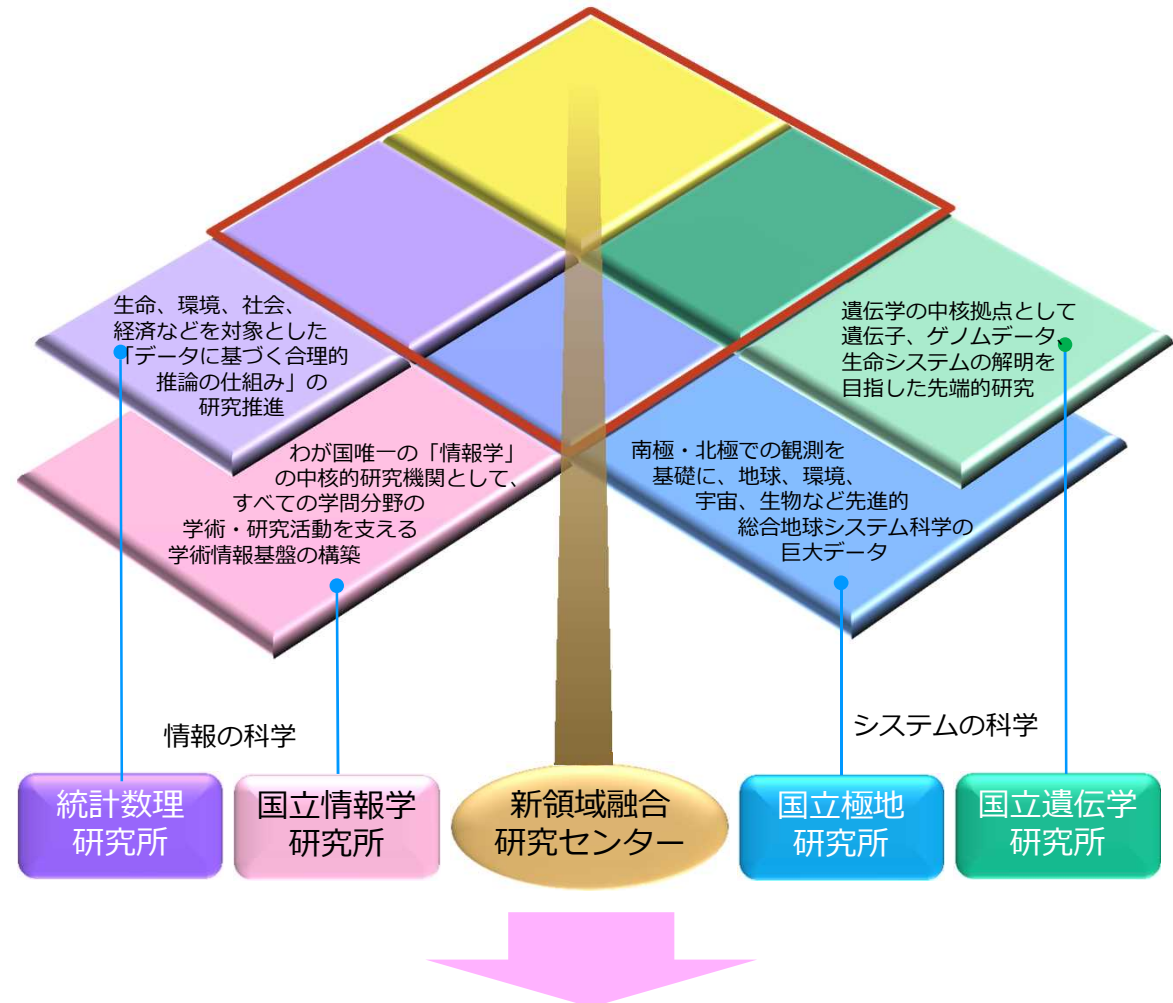 生命、環境、社会、
経済などを対象とした
「データに基づく合理的
推論の仕組み」の
研究推進
遺伝学の中核拠点として
遺伝子、ゲノムデータ、
生命システムの解明を
目指した先端的研究
わが国唯一の「情報学」
の中核的研究機関として、
すべての学問分野の
学術・研究活動を支える
学術情報基盤の構築
南極・北極での観測を
基礎に、地球、環境、
宇宙、生物など先進的
総合地球システム科学の
巨大データ
情報の科学
システムの科学
統計数理
研究所
国立情報学
研究所
新領域融合
研究センター
国立極地
研究所
国立遺伝学
研究所